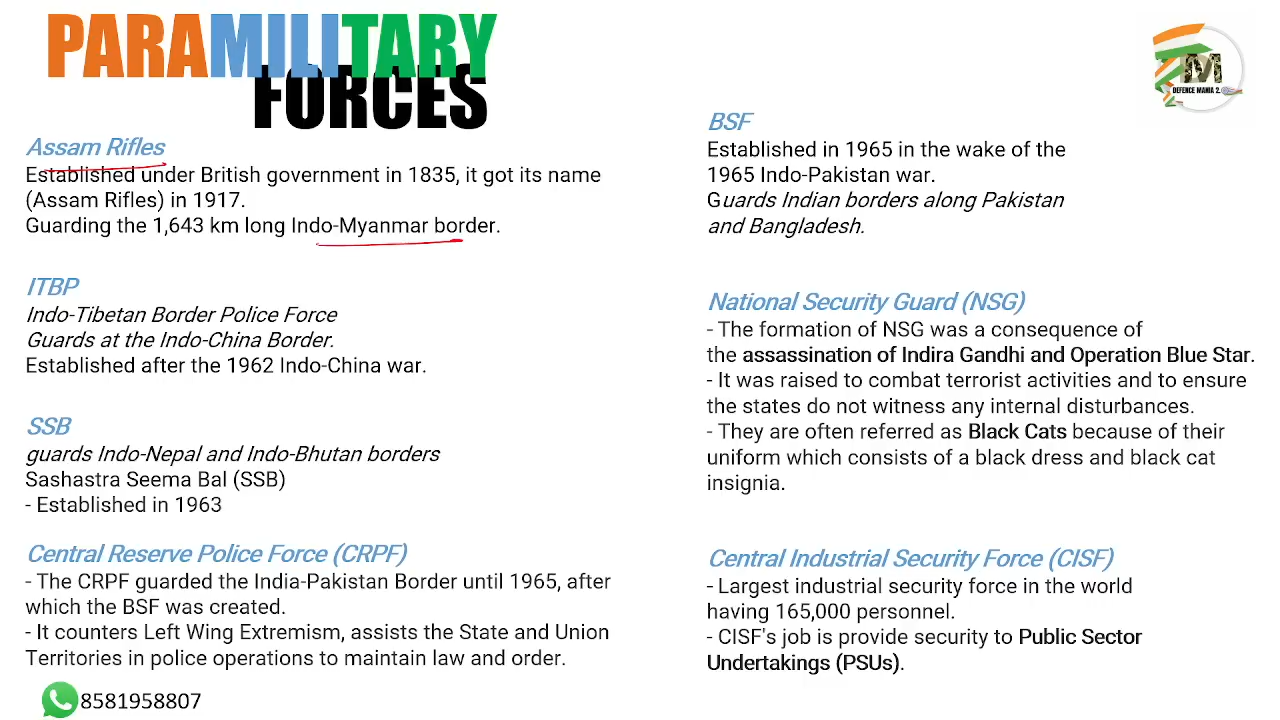 PARAMILITARY
FORCES
M
DEFENCE MANIA 2.
Assam Rifles
Established under British government in 1835, it got its name
(Assam Rifles) in 1917.
Guarding the 1,643 km long Indo-Myanmar border.
ITBP
Indo-Tibetan Border Police Force
Guards at the Indo-China Border.
Established after the 1962 Indo-China war.
SSB
guards Indo-Nepal and Indo-Bhutan borders
Sashastra Seema Bal (SSB)
- Established in 1963
Central Reserve Police Force (CRPF)
- The CRPF guarded the India-Pakistan Border until 1965, after
which the BSF was created.
- It counters Left Wing Extremism, assists the State and Union
Territories in police operations to maintain law and order.
8581958807
BSF
Established in 1965 in the wake of the
1965 Indo-Pakistan war.
Guards Indian borders along Pakistan
and Bangladesh.
National Security Guard (NSG)
- The formation of NSG was a consequence of
the assassination of Indira Gandhi and Operation Blue Star.
- It was raised to combat terrorist activities and to ensure
the states do not witness any internal disturbances.
- They are often referred as Black Cats because of their
uniform which consists of a black dress and black cat
insignia.
Central Industrial Security Force (CISF)
- Largest industrial security force in the world
having 165,000 personnel.
- CISF's job is provide security to Public Sector
Undertakings (PSUs).